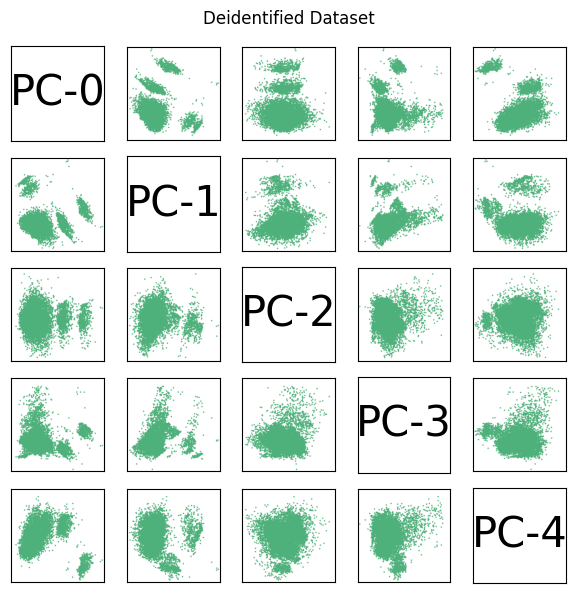 Deidentified Dataset
PC-0
PC-1
PC-2
PC-3
PC-4